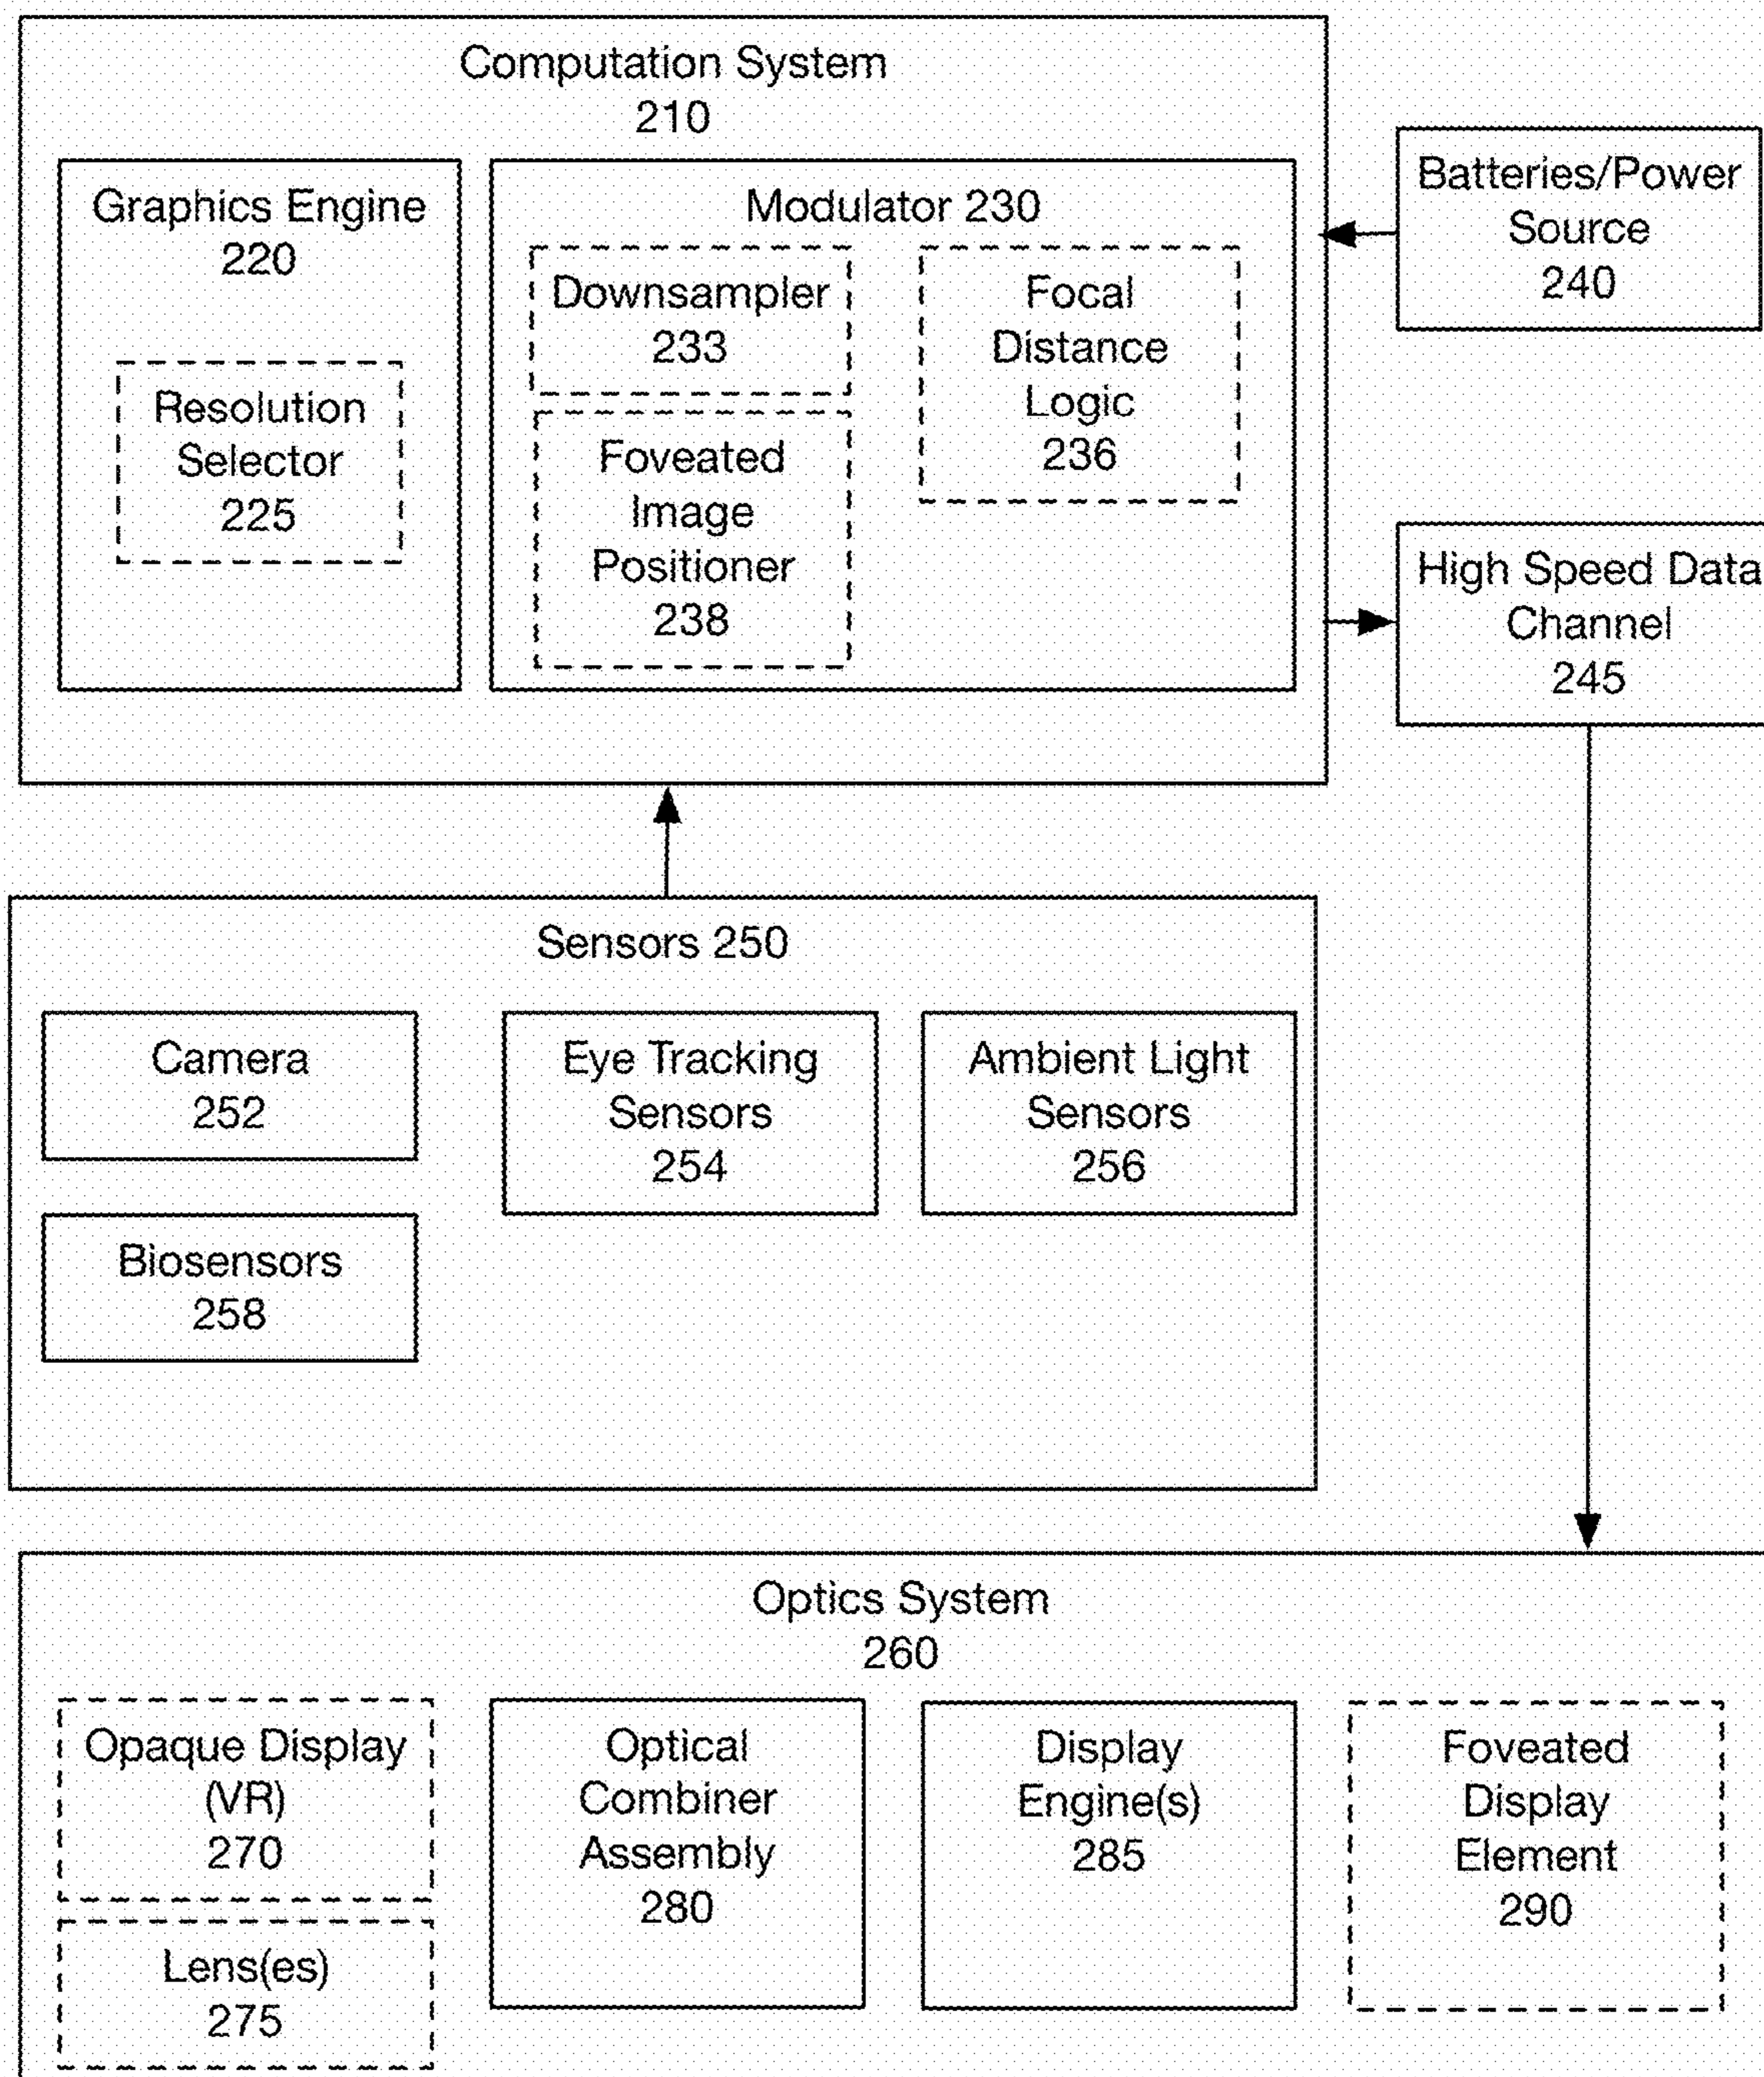 Computation System
210
Graphics Engine
220
Resolution
Selector
225
Modulator 230
Downsampler
233
Foveated
Image
Positioner
238
Focal
Distance
Logic
236
Batteries/Power
Source
240
High Speed Data
Channel
245
Sensors 250
Camera
252
Eye Tracking
Sensors
254
Ambient Light
Sensors
256
Biosensors
258
Optics System
260
Opaque Display
(VR)
270
Lens(es)
275
Optical
Combiner
Assembly
280
Display
Engine(s)
285
Foveated
Display
Element
290